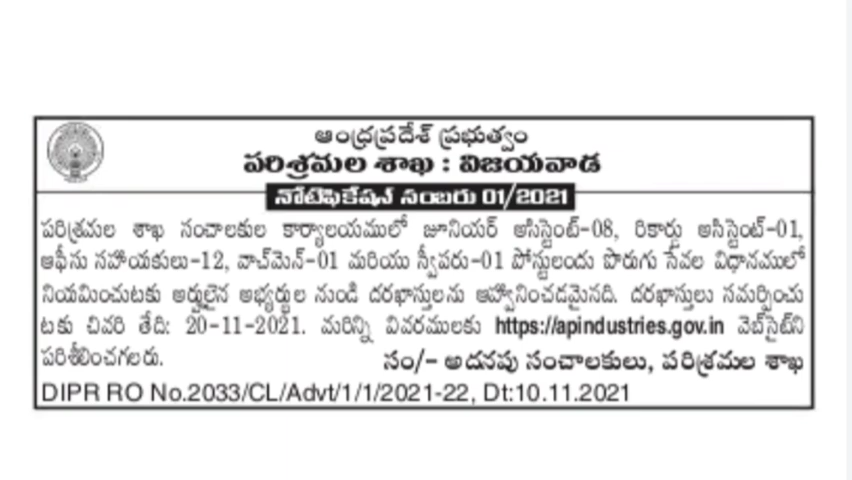 ఆంధ్రప్రదేశ్ ప్రభుత్వం
పరిశ్రమల శాఖ : విజయవాడ
నోటిఫికేషన్ నంబరు 01/2021
పరిశ్రమల శాఖ సంచాలకుల కార్యాలయములో జూనియర్ అసిస్టెంట్-08, రికార్డు అసిస్టెంట్-01,
ఆఫీసు సహాయకులు-12, వాచ్‌మెన్-01 మరియు స్వీపరు-01 పోస్టులందు పొరుగు సేవల విధానములో
నియమించుటకు అర్హులైన అభ్యర్థుల నుండి దరఖాస్తులను ఆహ్వానించడమైనది. దరఖాస్తులు సమర్పించు
టకు చివరి తేది: 20-11-2021. మరిన్ని వివరములకు https://apindustries.gov.in వెబ్‌సైట్‌ని
పరిశీలించగలరు.
సం/- అదనపు సంచాలకులు, పరిశ్రమల శాఖ
DIPR RO No.2033/CL/Advt/1/1/2021-22, Dt:10.11.2021